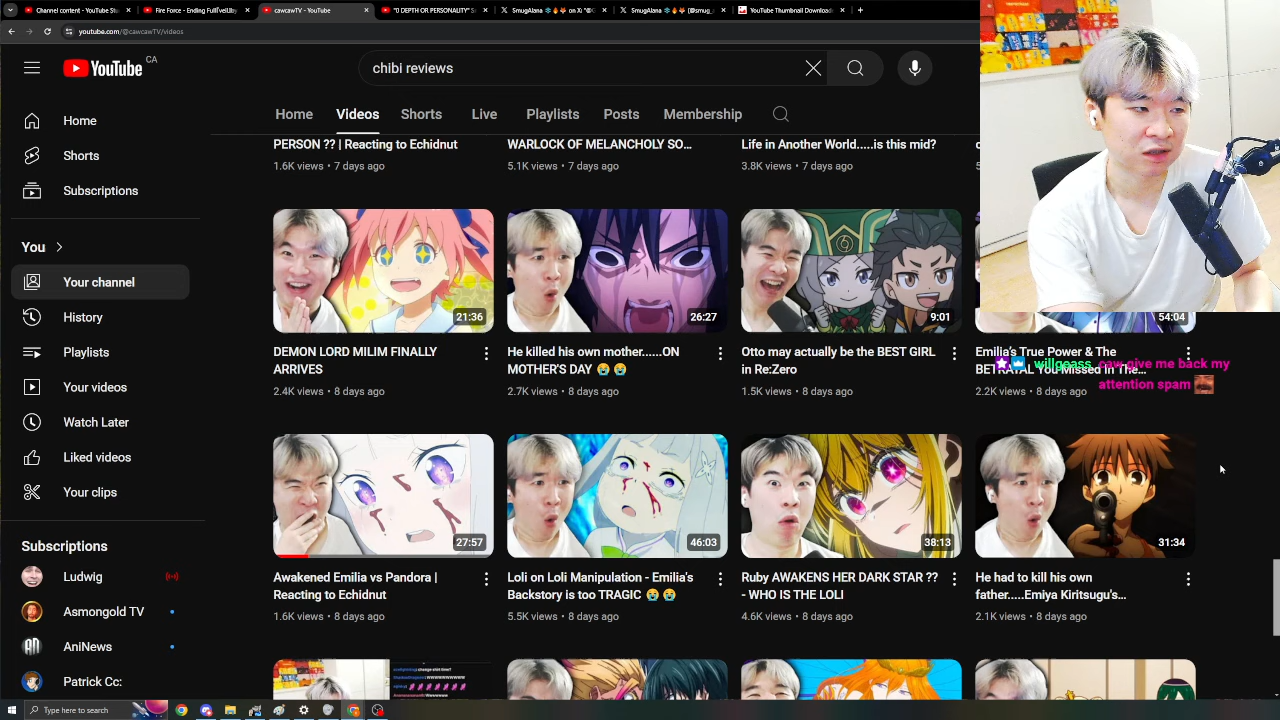 Channel content - YouTube Stu
Fire Force - Ending Full
cawcawTV - YouTube
"0 DEPTH OR PERSONALITY"
SmugAlana
SmugAlana
YouTube Thumbnail Download
youtube.com/@cawcawTV/videos
YouTube CA
chibi reviews
Home
Videos
Shorts
Live
Playlists
Posts
Membership
Home
Shorts
Subscriptions
You
Your channel
History
Playlists
Your videos
Watch Later
Liked videos
Your clips
Subscriptions
Ludwig
Asmongold TV
AniNews
Patrick Cc:
PERSON ?? | Reacting to Echidnut
1.6K views • 7 days ago
WARLOCK OF MELANCHOLY SO...
5.1K views • 7 days ago
Life in Another World.....is this mid?
3.8K views • 7 days ago
21:36
DEMON LORD MILIM FINALLY
ARRIVES
2.4K views • 8 days ago
26:27
He killed his own mother......ON
MOTHER'S DAY 😭😭
2.7K views • 8 days ago
9:01
Otto may actually be the BEST GIRL
in Re:Zero
1.5K views • 8 days ago
54:04
Emilia's True Power & The
BETRAYAL You Missed In The...
2.2K views • 8 days ago
willgeass caw give me back my
attention spam
27:57
Awakened Emilia vs Pandora |
Reacting to Echidnut
1.6K views • 8 days ago
46:03
Loli on Loli Manipulation - Emilia's
Backstory is too TRAGIC 😭😭
5.5K views • 8 days ago
38:13
Ruby AWAKENS HER DARK STAR ??
- WHO IS THE LOLI
4.6K views • 8 days ago
31:34
He had to kill his own
father.....Emiya Kiritsugu's...
2.1K views • 8 days ago
Type here to search